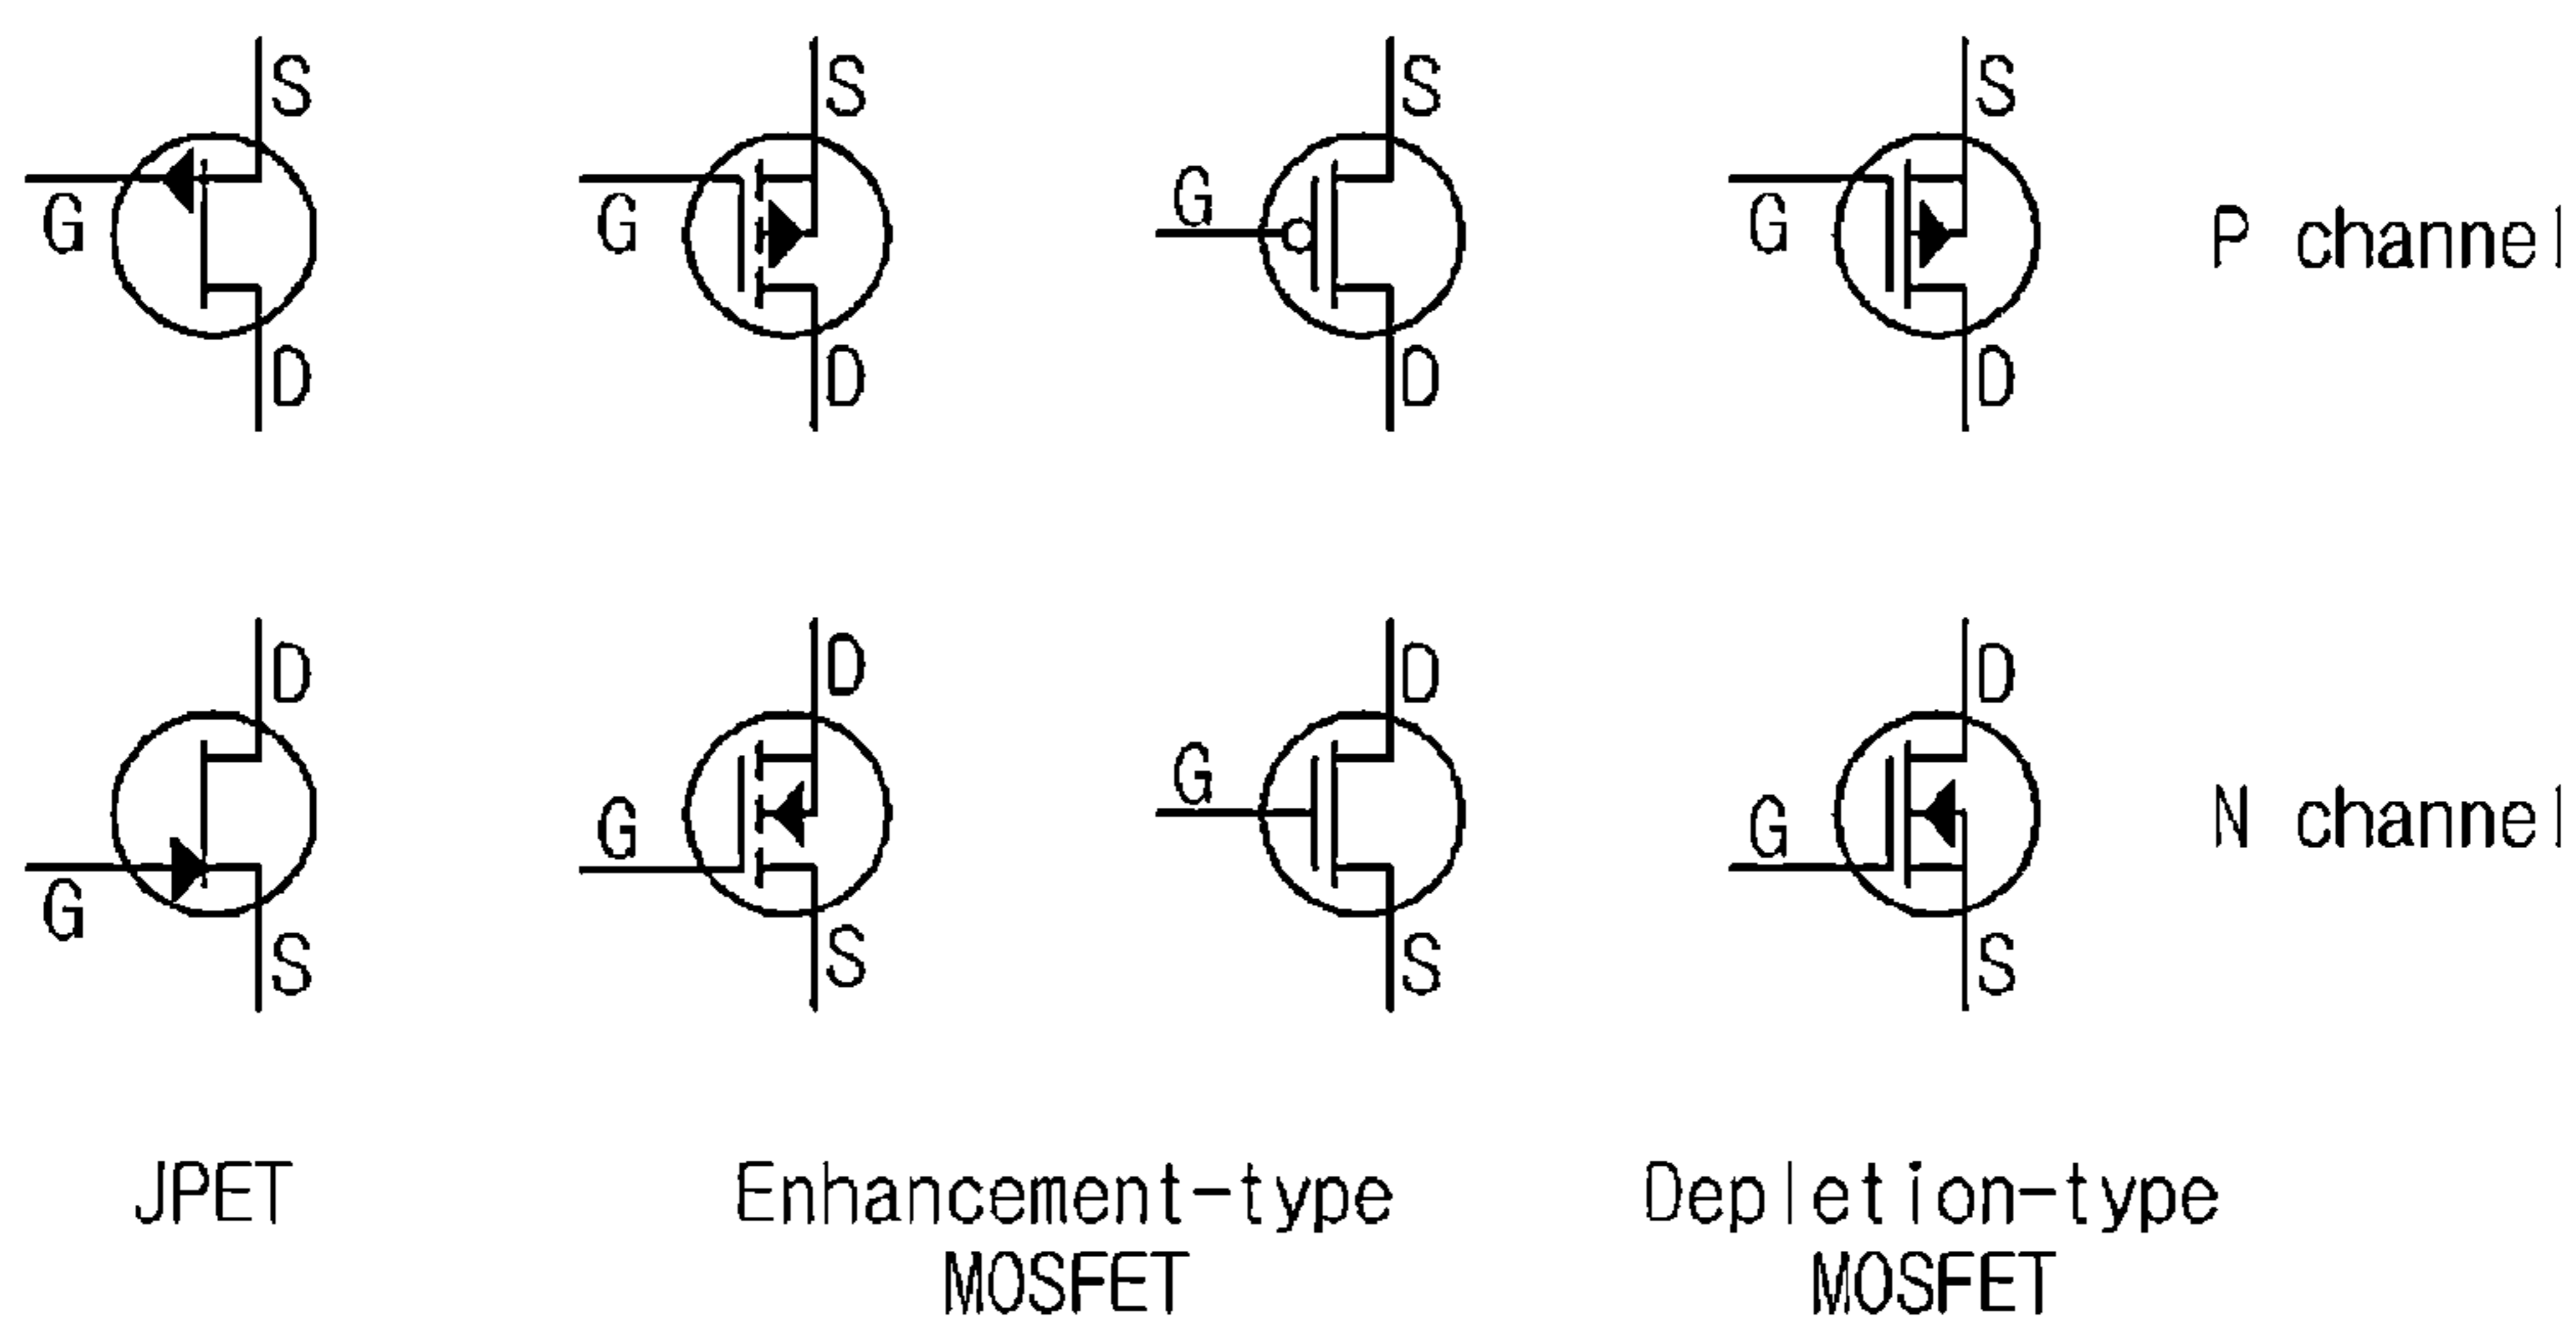 S S S S
G G G G P channel
D D D D
D D D D
G G G G N channel
S S S S
JPET Enhancement-type Depletion-type
MOSFET MOSFET